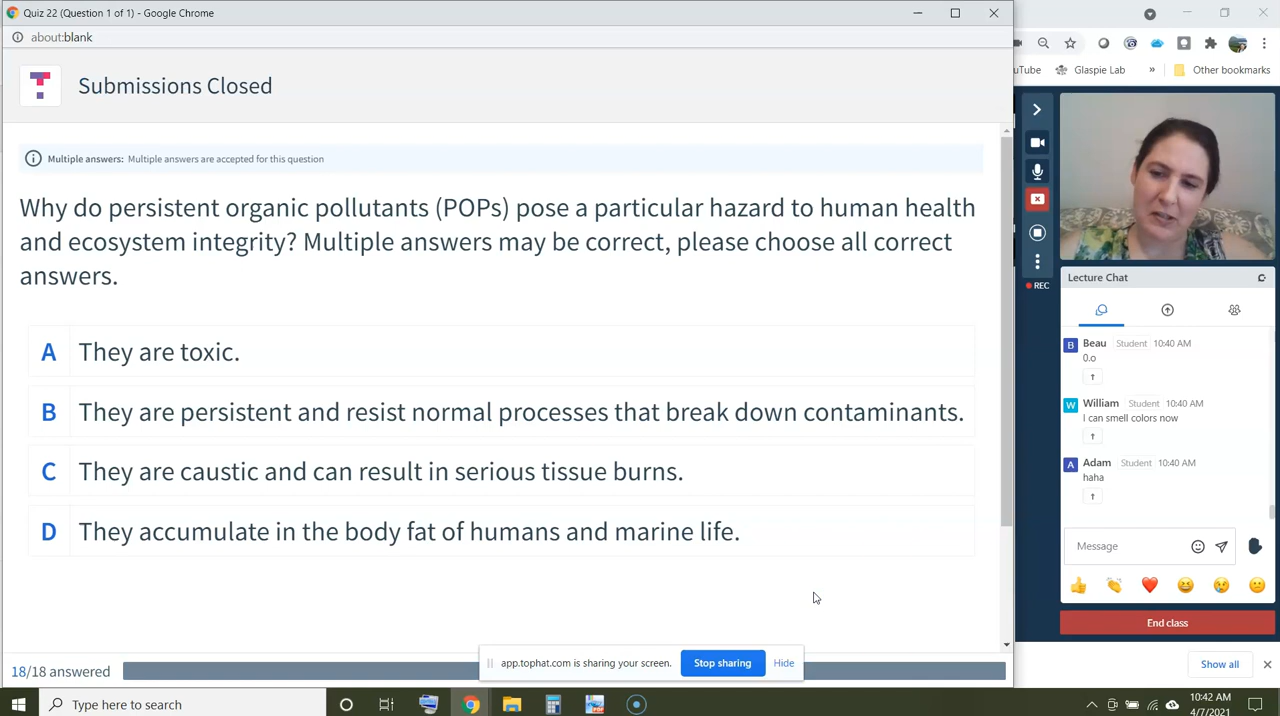 Quiz 22 (Question 1 of 1) - Google Chrome
about:blank
Submissions Closed
Multiple answers: Multiple answers are accepted for this question
Why do persistent organic pollutants (POPs) pose a particular hazard to human health
and ecosystem integrity? Multiple answers may be correct, please choose all correct
answers.
A They are toxic.
B They are persistent and resist normal processes that break down contaminants.
C They are caustic and can result in serious tissue burns.
D They accumulate in the body fat of humans and marine life.
18/18 answered
app.tophat.com is sharing your screen. Stop sharing Hide
uTube Glaspie Lab » Other bookmarks
REC
Lecture Chat
B Beau Student 10:40 AM
0.o
W William Student 10:40 AM
I can smell colors now
A Adam Student 10:40 AM
haha
Message
End class
Show all
Type here to search
10:42 AM
4/7/2021